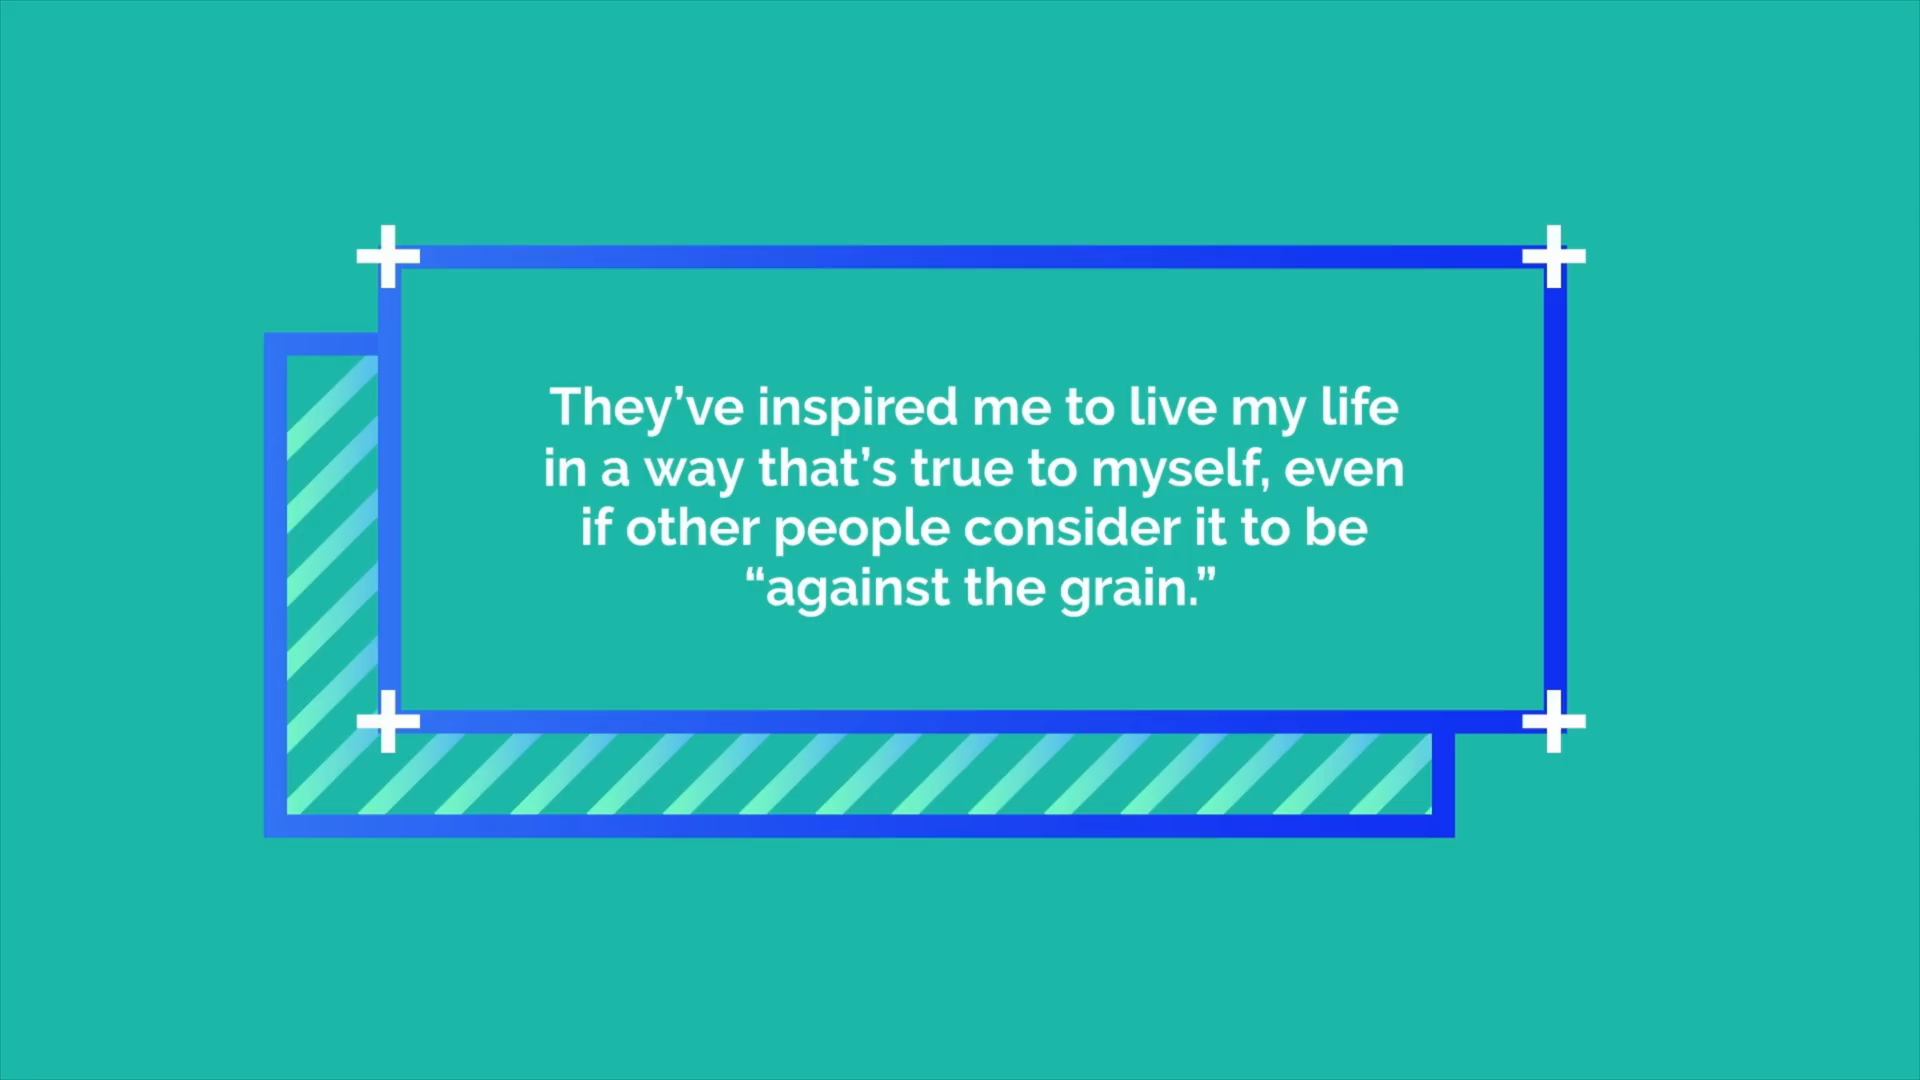 They’ve inspired me to live my life
in a way that’s true to myself, even
if other people consider it to be
“against the grain.”